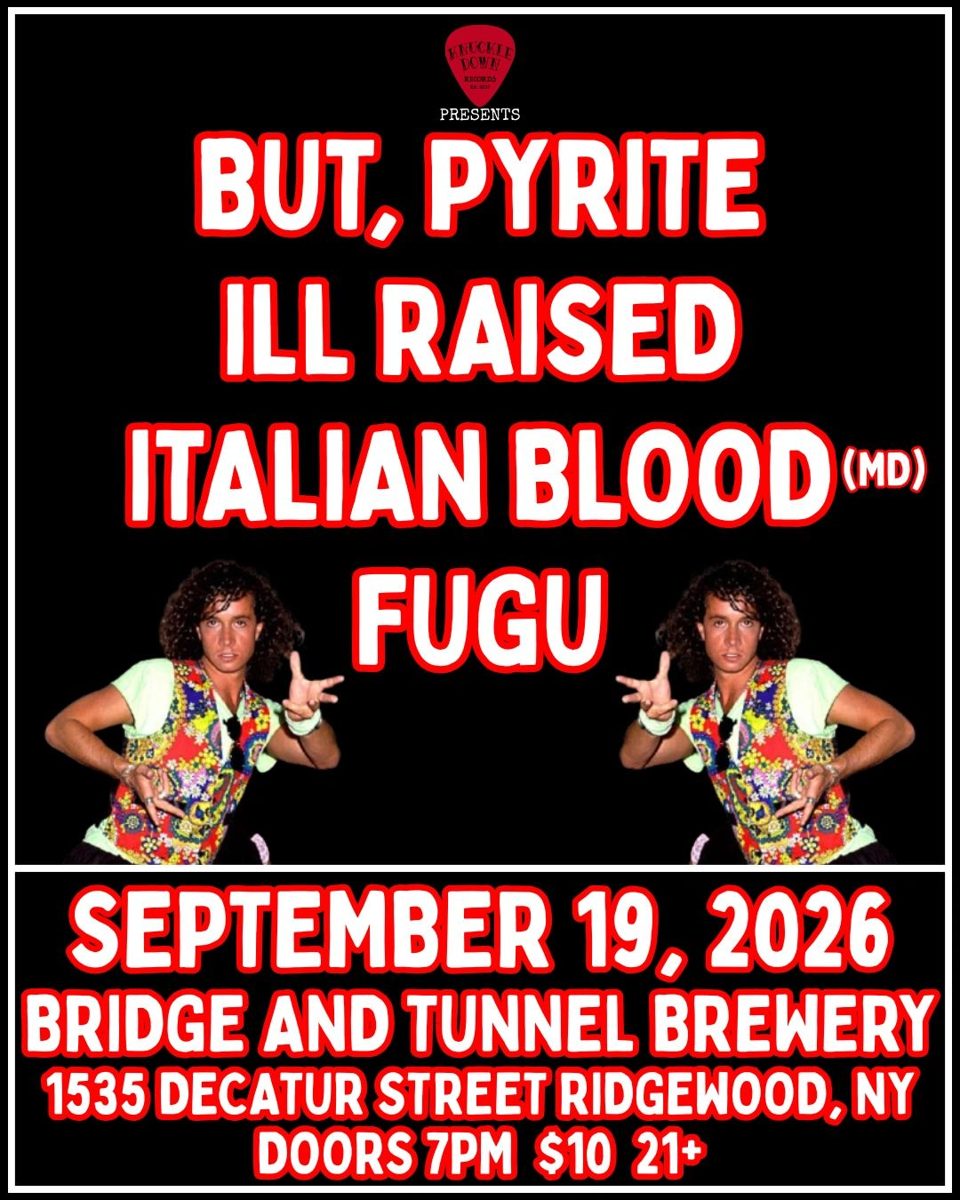 KNUCKLE
DOWN
RECORDS
PRESENTS
BUT, PYRITE
ILL RAISED
ITALIAN BLOOD (MD)
FUGU
SEPTEMBER 19, 2026
BRIDGE AND TUNNEL BREWERY
1535 DECATUR STREET RIDGEWOOD, NY
DOORS 7PM $10 21+